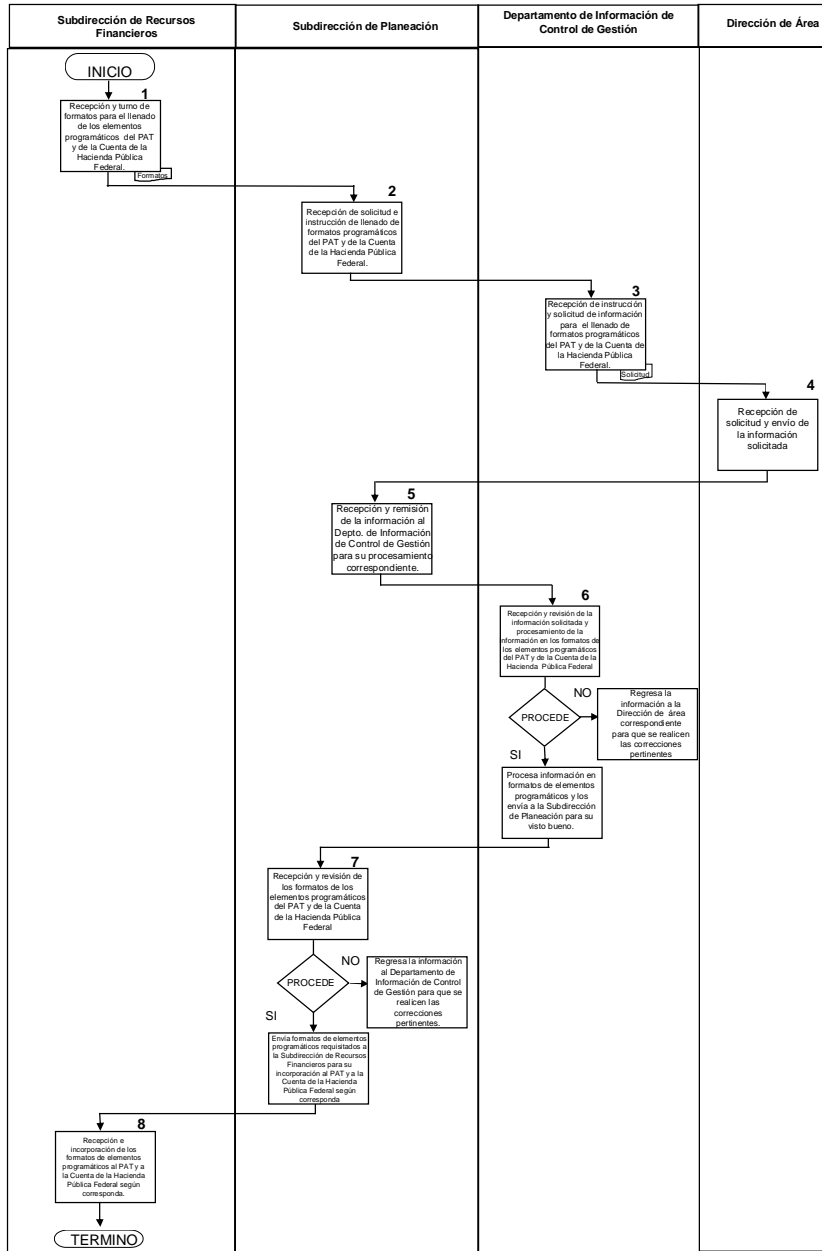 Subdirección de Recursos
Financieros
Subdirección de Planeación
Departamento de Información de
Control de Gestión
Dirección de Área
INICIO
1
Recepción y turno de
formatos para el llenado
de los elementos
programáticos del PAT
y de la Cuenta de la
Hacienda Pública
Federal.
Formatos
2
Recepción de solicitud e
instrucción de llenado de
formatos programáticos
del PAT y de la Cuenta
de la Hacienda Pública
Federal.
3
Recepción de instrucción
y solicitud de información
para el llenado de
formatos programáticos
del PAT y de la Cuenta de
la Hacienda Pública
Federal.
Solicitud
4
Recepción de
solicitud y envío de
la información
solicitada
5
Recepción y remisión
de la información al
Depto. de Información
de Control de Gestión
para su procesamiento
correspondiente.
6
Recepción y revisión de la
información solicitada y
procesamiento de la
información en los formatos de
los elementos programáticos
del PAT y de la Cuenta de la
Hacienda Pública Federal
PROCEDE
NO
Regresa la
información a la
Dirección de área
correspondiente
para que se realicen
las correcciones
pertinentes
SI
Procesa información en
formatos de elementos
programáticos y los
envía a la Subdirección
de Planeación para su
visto bueno.
7
Recepción y revisión de
los formatos de los
elementos programáticos
del PAT y de la Cuenta
de la Hacienda Pública
Federal
PROCEDE
NO
Regresa la información
al Departamento de
Información de Control
de Gestión para que se
realicen las
correcciones
pertinentes.
SI
Envía formatos de elementos
programáticos requisitados a
la Subdirección de Recursos
Financieros para su
incorporación al PAT y a la
Cuenta de la Hacienda
Pública Federal según
corresponda
8
Recepción e
incorporación de los
formatos de elementos
programáticos al PAT y a
la Cuenta de la Hacienda
Pública Federal según
corresponda.
TERMINO